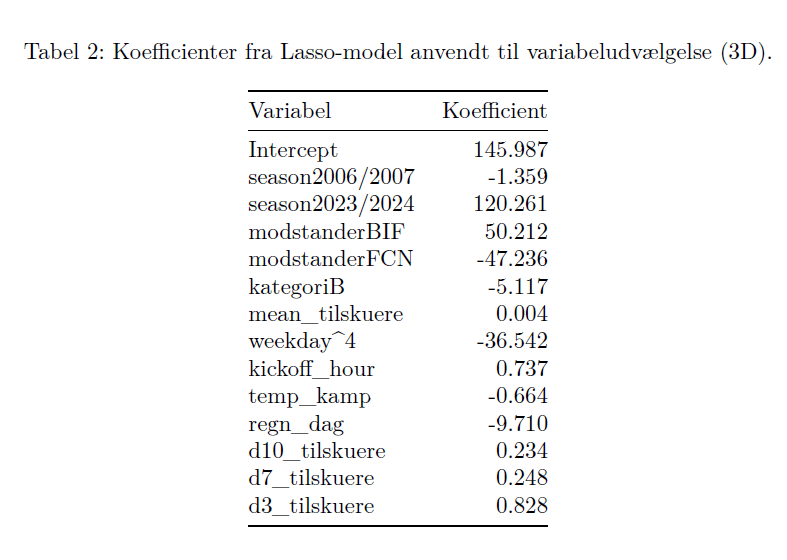 Tabel 2: Koefficienter fra Lasso-model anvendt til variabeludvælgelse (3D).
Variabel Koefficient
Intercept 145.987
season2006/2007 -1.359
season2023/2024 120.261
modstanderBIF 50.212
modstanderFCN -47.236
kategoriB -5.117
mean_tilskuere 0.004
weekday^4 -36.542
kickoff_hour 0.737
temp_kamp -0.664
regn_dag -9.710
d10_tilskuere 0.234
d7_tilskuere 0.248
d3_tilskuere 0.828